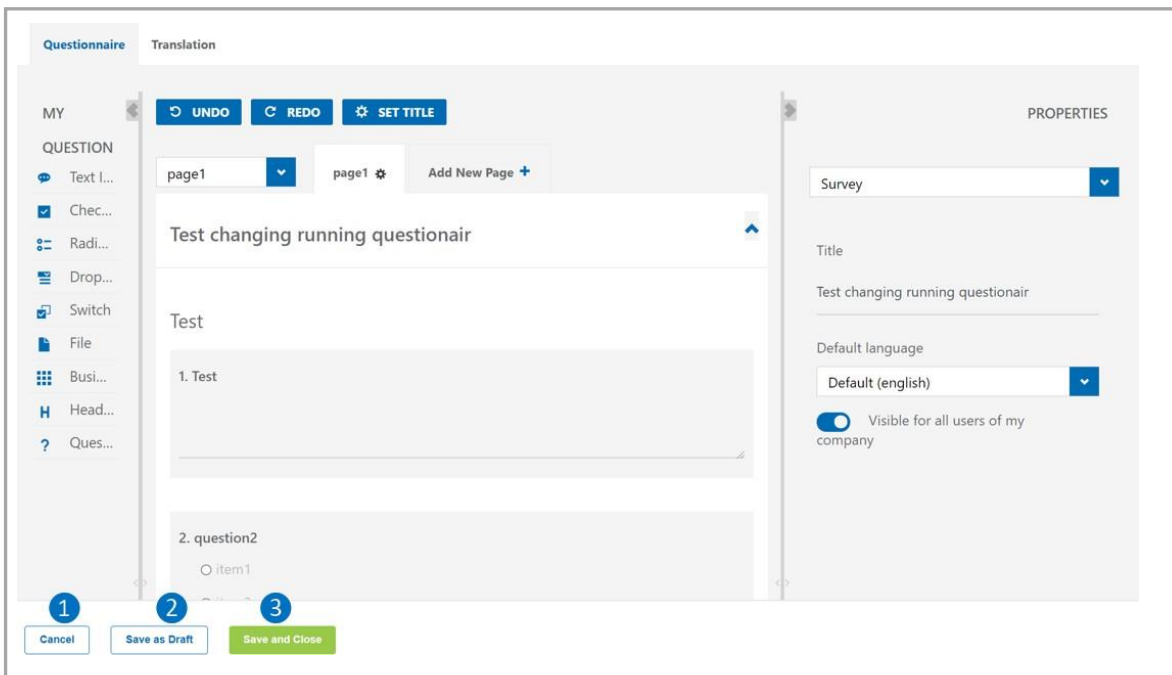 Questionnaire
Translation
MY
QUESTION
Text I...
Chec...
Radi...
Drop...
Switch
File
Busi...
Head...
Ques...
UNDO
REDO
SET TITLE
page1
page1
Add New Page +
Test changing running questionair
Test
1. Test
2. question2
item1
PROPERTIES
Survey
Title
Test changing running questionair
Default language
Default (english)
Visible for all users of my
company
1
2
3
Cancel
Save as Draft
Save and Close